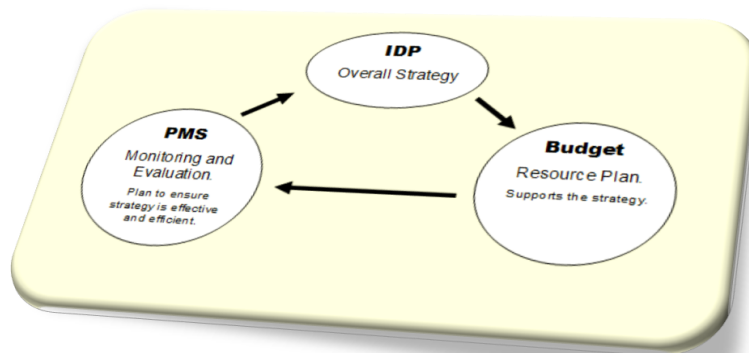 IDP
Overall Strategy
PMS
Monitoring and
Evaluation.
Plan to ensure
strategy is effective
and efficient.
Budget
Resource Plan.
Supports the strategy.